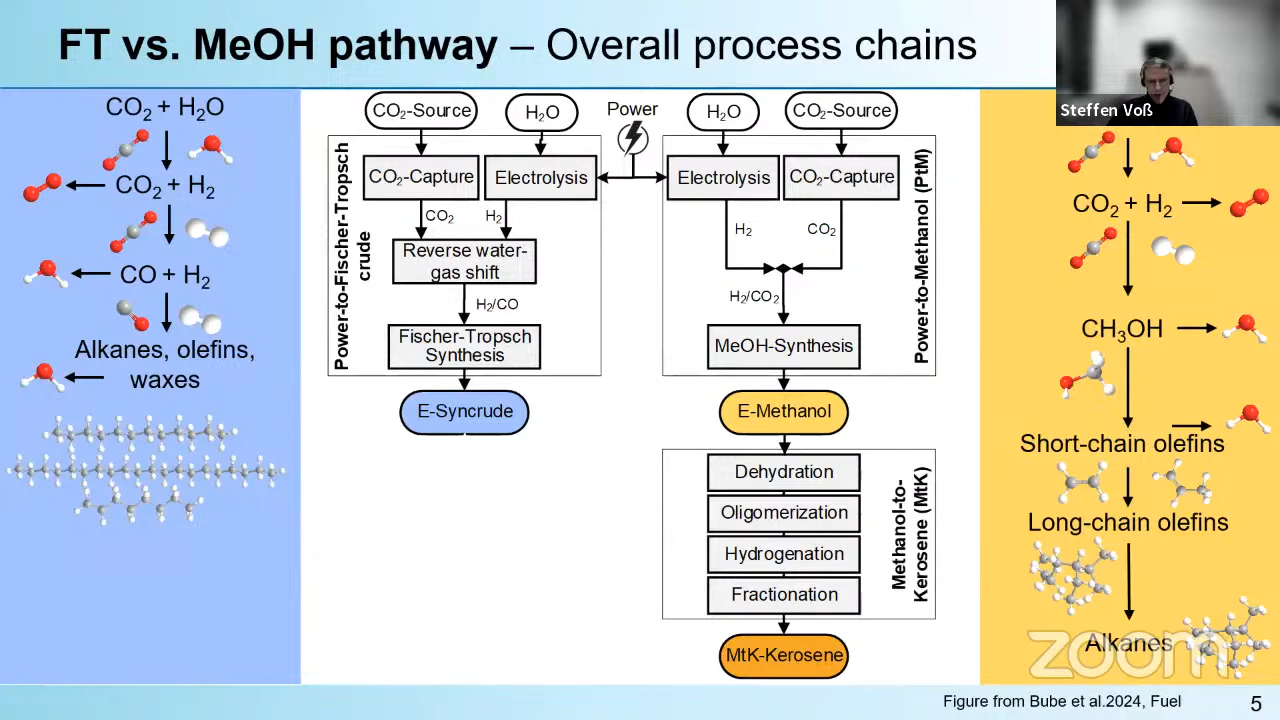 FT vs. MeOH pathway – Overall process chains
Steffen Voß
CO₂ + H₂O
CO₂ + H₂
CO + H₂
Alkanes, olefins,
waxes
Power-to-Fischer-Tropsch
crude
CO₂-Source
H₂O
Power
CO₂-Capture
Electrolysis
CO₂
H₂
Reverse water-
gas shift
H₂/CO
Fischer-Tropsch
Synthesis
E-Syncrude
H₂O
CO₂-Source
Electrolysis
CO₂-Capture
H₂
CO₂
H₂/CO₂
MeOH-Synthesis
Power-to-Methanol (PtM)
E-Methanol
Dehydration
Oligomerization
Hydrogenation
Fractionation
Methanol-to-
Kerosene (MtK)
MtK-Kerosene
CO₂ + H₂
CH₃OH
Short-chain olefins
Long-chain olefins
Alkanes
zoom
Figure from Bube et al.2024, Fuel
5